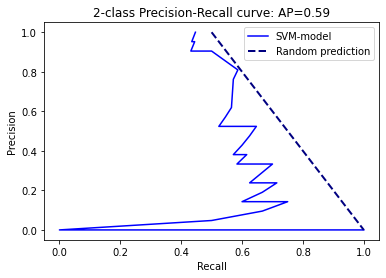 2-class Precision-Recall curve: AP=0.59
SVM-model
Random prediction
Precision
1.0
0.8
0.6
0.4
0.2
0.0
0.0 0.2 0.4 0.6 0.8 1.0
Recall